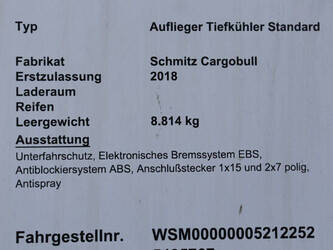 Typ Auflieger Tiefkühler Standard
Fabrikat Schmitz Cargobull
Erstzulassung 2018
Laderaum
Reifen
Leergewicht 8.814 kg
Ausstattung
Unterfahrschutz, Elektronisches Bremssystem EBS,
Antiblockiersystem ABS, Anschlußstecker 1x15 und 2x7 polig,
Antispray
Fahrgestellnr. WSM00000005212252